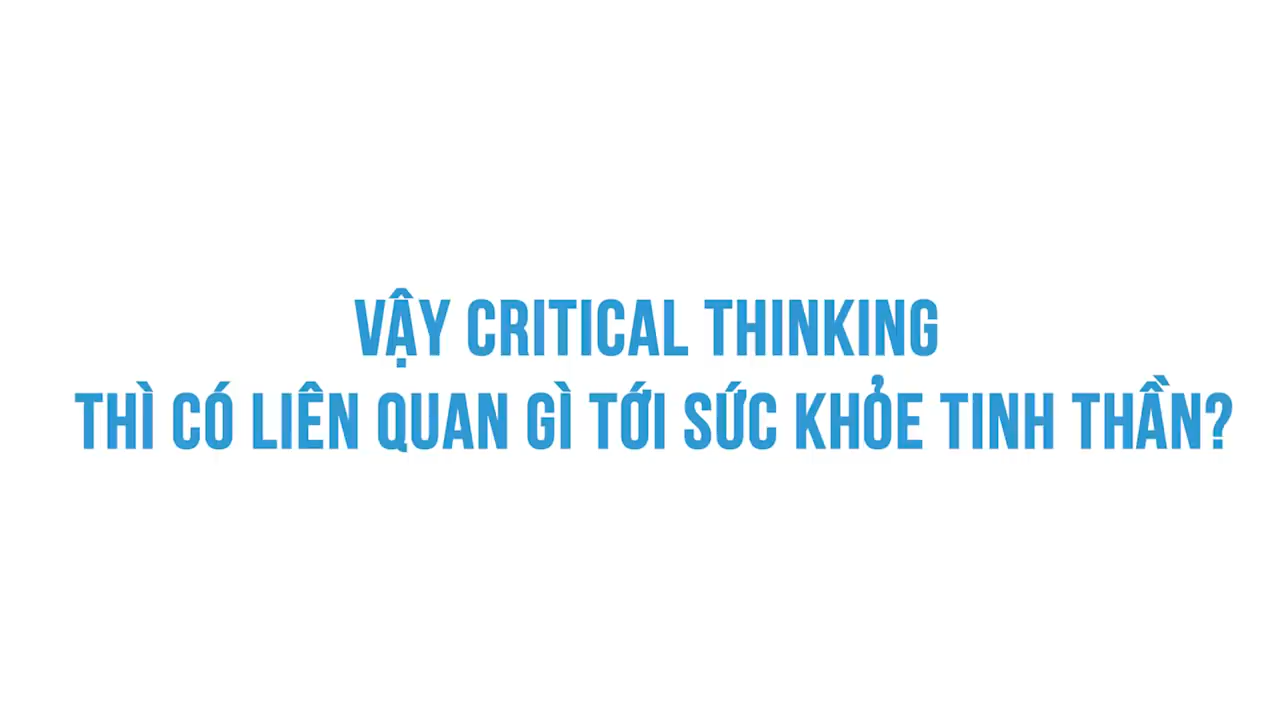 VẬY CRITICAL THINKING
THÌ CÓ LIÊN QUAN GÌ TỚI SỨC KHỎE TINH THẦN?